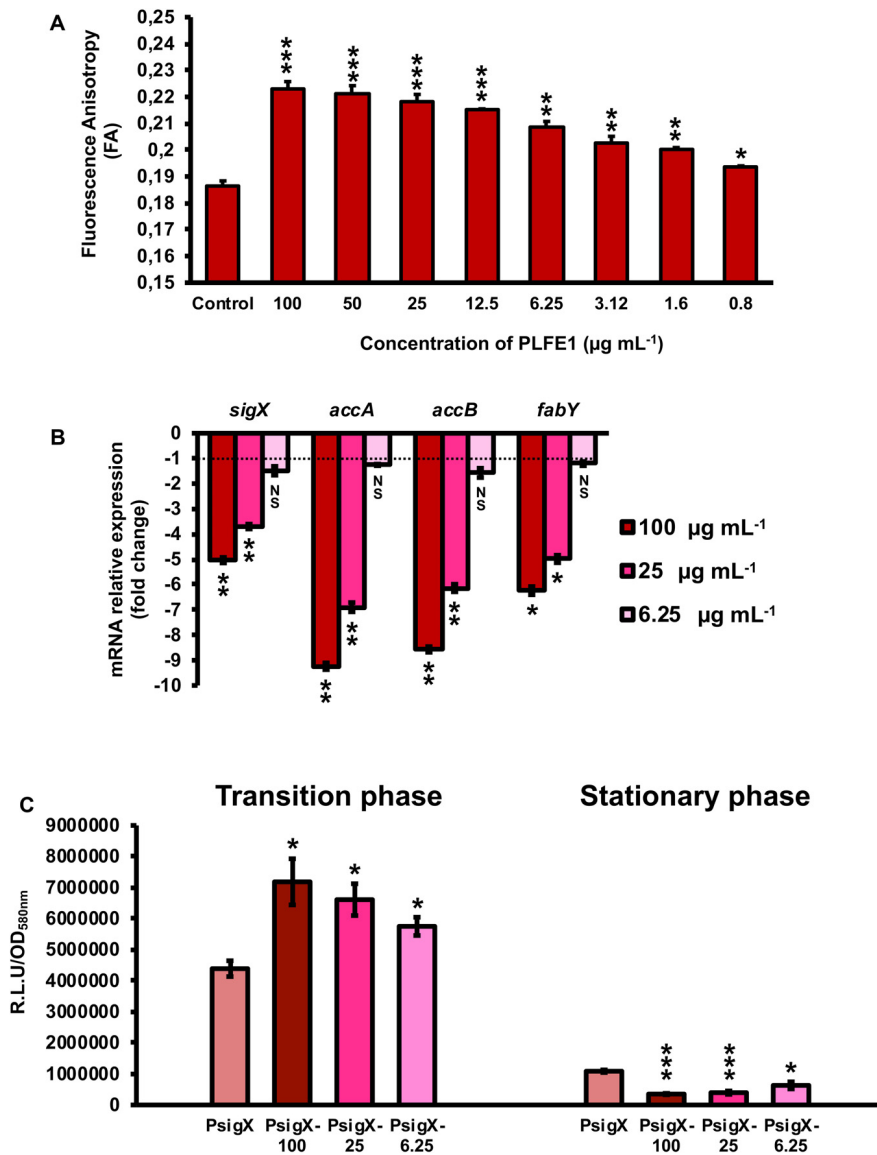 A
Fluorescence Anisotropy
(FA)
0,25
0,24
0,23
0,22
0,21
0,2
0,19
0,18
0,17
0,16
0,15
***
***
***
***
**
**
**
*
Control 100 50 25 12.5 6.25 3.12 1.6 0.8
Concentration of PLFE1 (µg mL-1)
B
sigX accA accB fabY
mRNA relative expression
(fold change)
0
-1
-2
-3
-4
-5
-6
-7
-8
-9
-10
** ** NS
** ** NS
** ** NS
* * NS
100 µg mL-1
25 µg mL-1
6.25 µg mL-1
C
Transition phase Stationary phase
R.L.U/OD580nm
9000000
8000000
7000000
6000000
5000000
4000000
3000000
2000000
1000000
0
* * *
*** *** *
PsigX PsigX- PsigX- PsigX- PsigX PsigX- PsigX- PsigX-
100 25 6.25 100 25 6.25